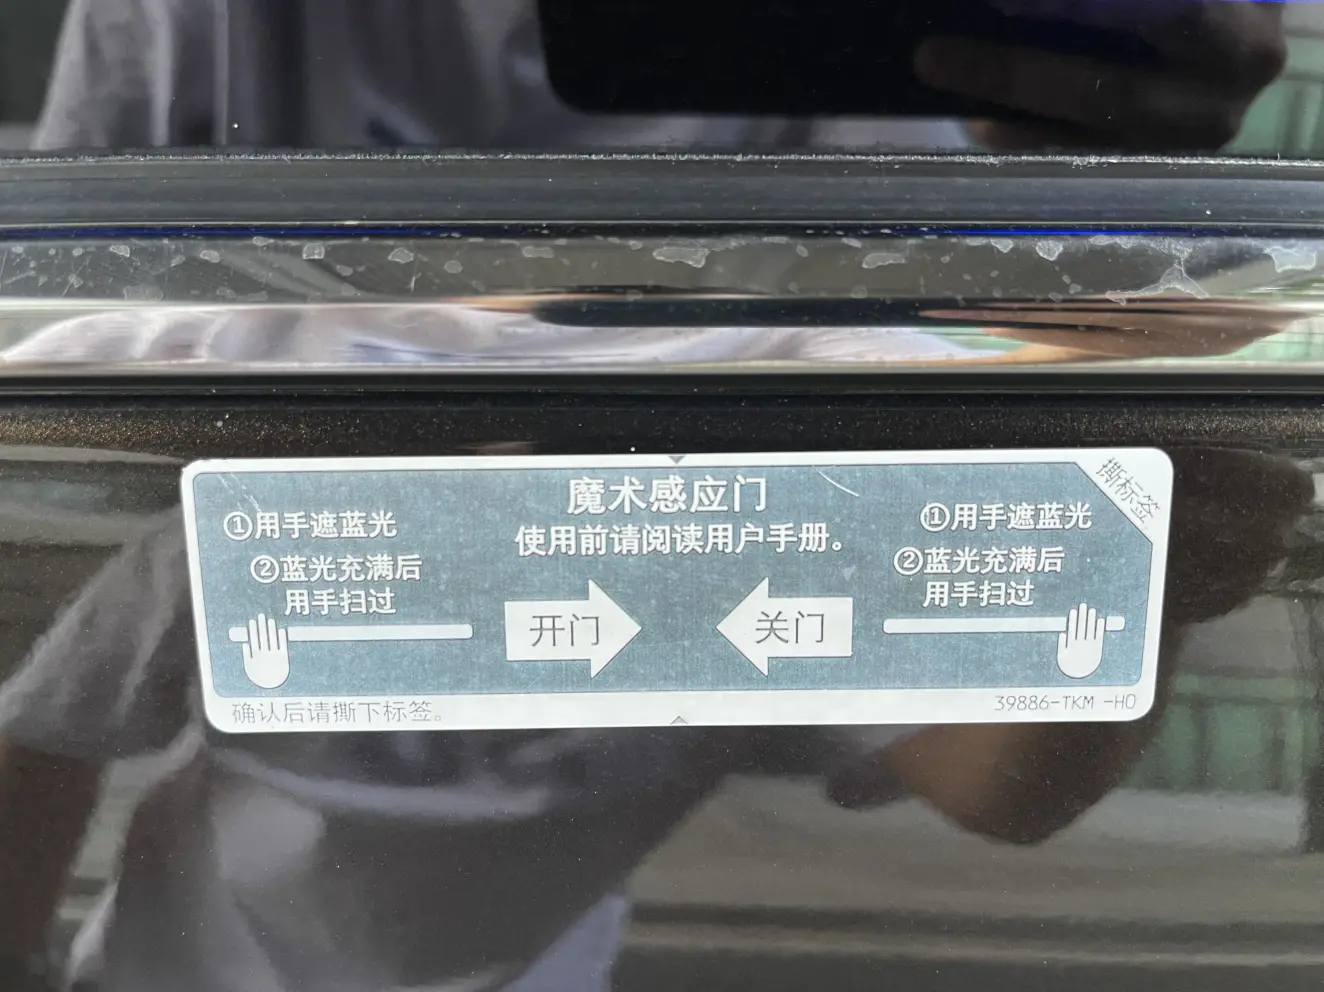 魔术感应门
使用前请阅读用户手册。
①用手遮蓝光
②蓝光充满后
用手扫过
开门
关门
①用手遮蓝光
②蓝光充满后
用手扫过
撕标签
确认后请撕下标签。
39886-TKM -H0